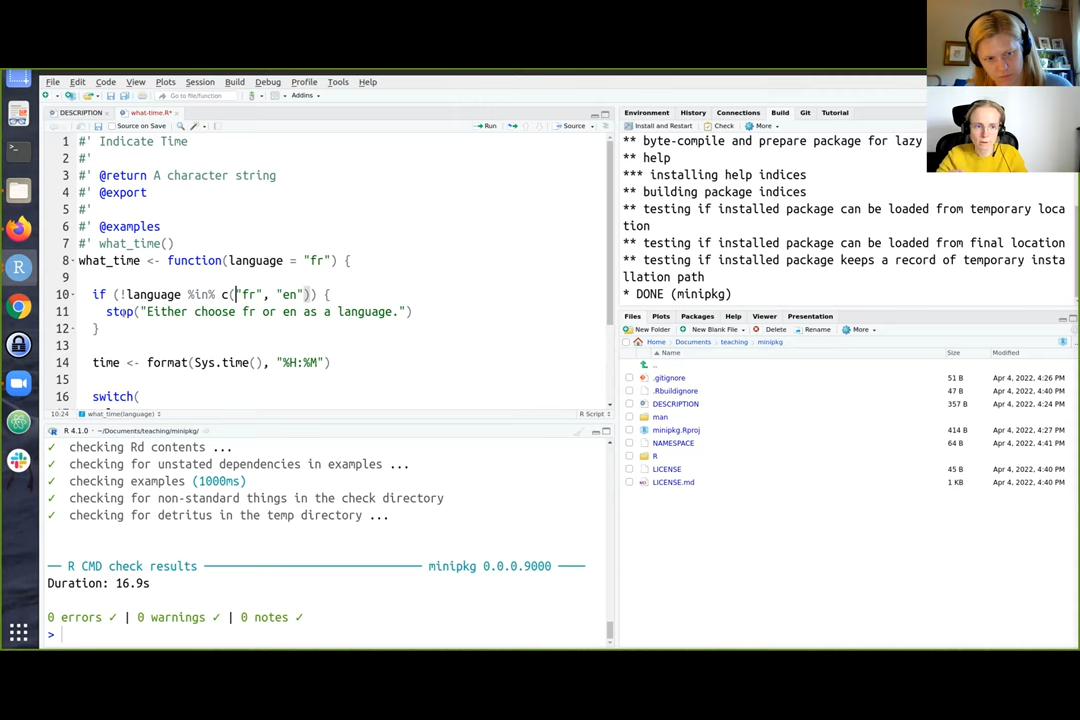 File Edit Code View Plots Session Build Debug Profile Tools Help
Go to file/function Addins
DESCRIPTION what-time.R*
Source on Save Run Source
1 #' Indicate Time
2 #'
3 #' @return A character string
4 #' @export
5 #'
6 #' @examples
7 #' what_time()
8 what_time <- function(language = "fr") {
9
10 if (!language %in% c("fr", "en")) {
11 stop("Either choose fr or en as a language.")
12 }
13
14 time <- format(Sys.time(), "%H:%M")
15
16 switch(
10:24 what_time(language) R Script
R 4.1.0 · ~/Documents/teaching/minipkg/
✓ checking Rd contents ...
✓ checking for unstated dependencies in examples ...
✓ checking examples (1000ms)
✓ checking for non-standard things in the check directory
✓ checking for detritus in the temp directory ...
── R CMD check results ──────────────────── minipkg 0.0.0.9000 ────
Duration: 16.9s
0 errors ✓ | 0 warnings ✓ | 0 notes ✓
>
Environment History Connections Build Git Tutorial
Install and Restart Check More
** byte-compile and prepare package for lazy
** help
*** installing help indices
** building package indices
** testing if installed package can be loaded from temporary loca
tion
** testing if installed package can be loaded from final location
** testing if installed package keeps a record of temporary insta
llation path
* DONE (minipkg)
Files Plots Packages Help Viewer Presentation
New Folder New Blank File Delete Rename More
Home Documents teaching minipkg
Name Size Modified
..
.gitignore 51 B Apr 4, 2022, 4:26 PM
.Rbuildignore 47 B Apr 4, 2022, 4:40 PM
DESCRIPTION 357 B Apr 4, 2022, 4:24 PM
man
minipkg.Rproj 414 B Apr 4, 2022, 4:27 PM
NAMESPACE 64 B Apr 4, 2022, 4:41 PM
R
LICENSE 45 B Apr 4, 2022, 4:40 PM
LICENSE.md 1 KB Apr 4, 2022, 4:40 PM